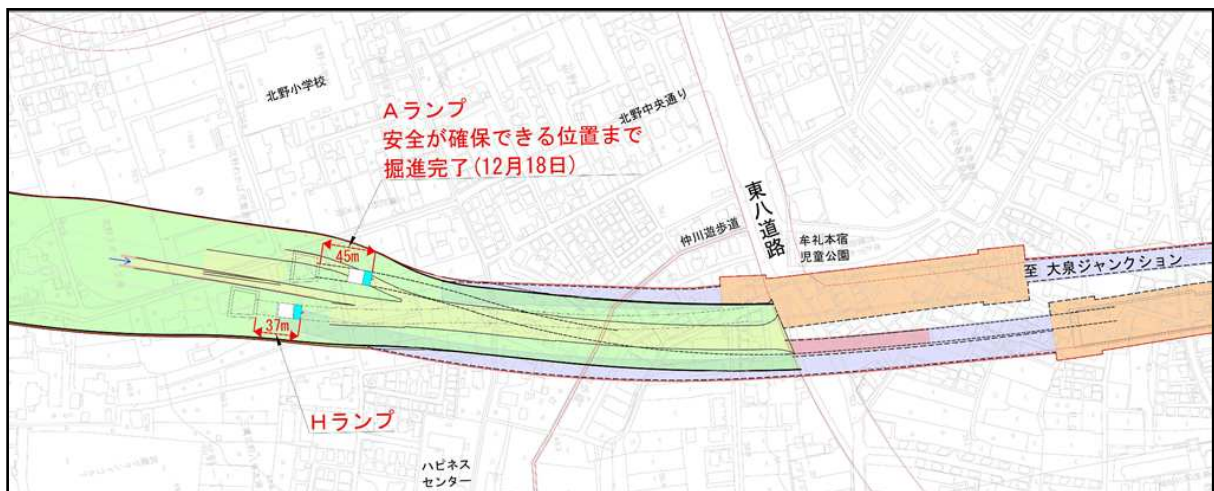 北野小学校
Aランプ
安全が確保できる位置まで
掘進完了(12月18日)
北野中央通り
東八道路
仲川遊歩道
牟礼本宿
児童公園
至 大泉ジャンクション
45m
37m
Hランプ
ハピネス
センター